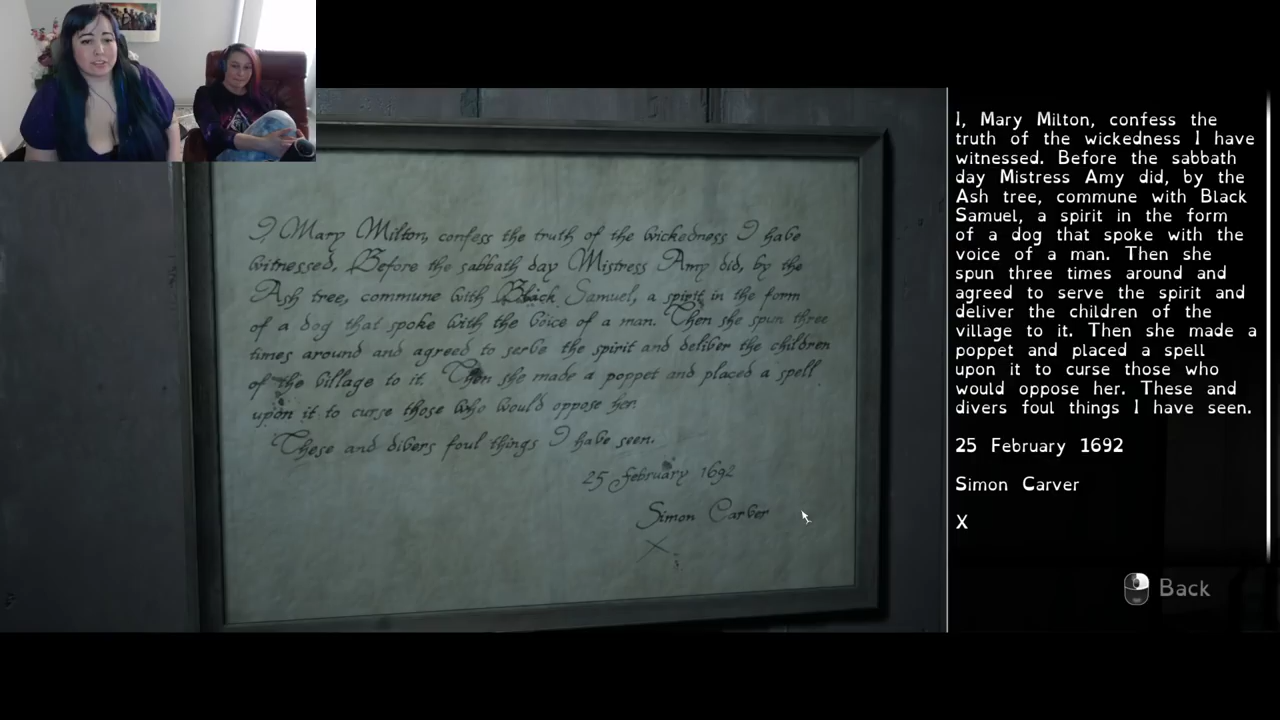 I, Mary Milton, confess the truth of the wickedness I have
witnessed. Before the sabbath day Mistress Amy did, by the
Ash tree, commune with Black Samuel, a spirit in the form
of a dog that spoke with the voice of a man. Then she spun three
times around and agreed to serve the spirit and deliver the children
of the village to it. Then she made a poppet and placed a spell
upon it to curse those who would oppose her.
These and divers foul things I have seen.
25 February 1692
Simon Carver
X
I, Mary Milton, confess the
truth of the wickedness I have
witnessed. Before the sabbath
day Mistress Amy did, by the
Ash tree, commune with Black
Samuel, a spirit in the form
of a dog that spoke with the
voice of a man. Then she
spun three times around and
agreed to serve the spirit and
deliver the children of the
village to it. Then she made a
poppet and placed a spell
upon it to curse those who
would oppose her. These and
divers foul things I have seen.
25 February 1692
Simon Carver
X
Back